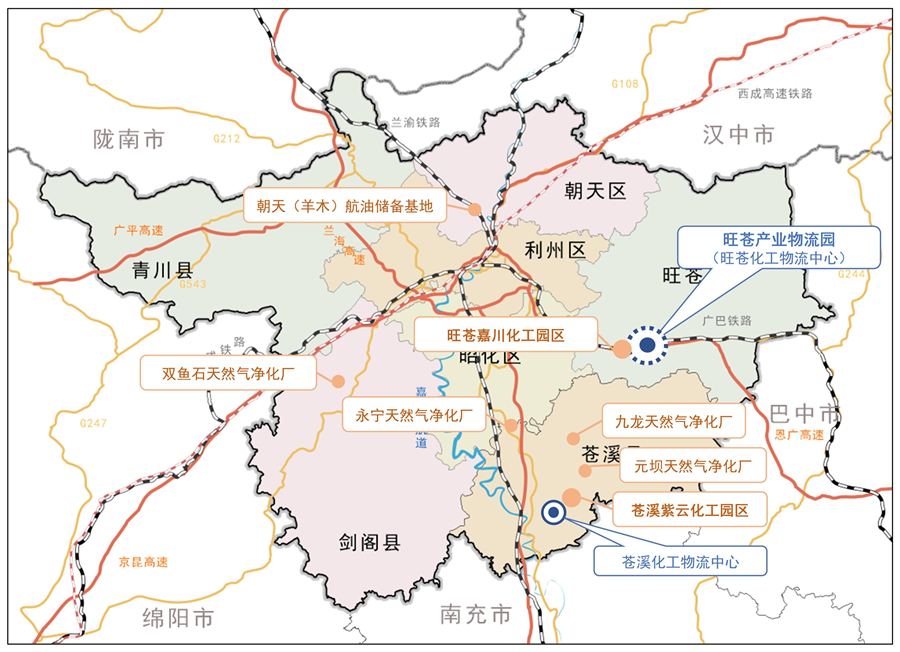 G108
西成高速铁路
兰渝铁路
陇南市
G212
汉中市
朝天区
朝天（羊木）航油储备基地
广平高速
兰海高速
利州区
旺苍产业物流园
（旺苍化工物流中心）
青川县
旺苍
G244
G543
广巴铁路
旺苍嘉川化工园区
成铁路
昭化区
双鱼石天然气净化厂
嘉
道
永宁天然气净化厂
九龙天然气净化厂
巴中市
G247
恩广高速
苍溪
元坝天然气净化厂
苍溪紫云化工园区
剑阁县
苍溪化工物流中心
京昆高速
绵阳市
南充市